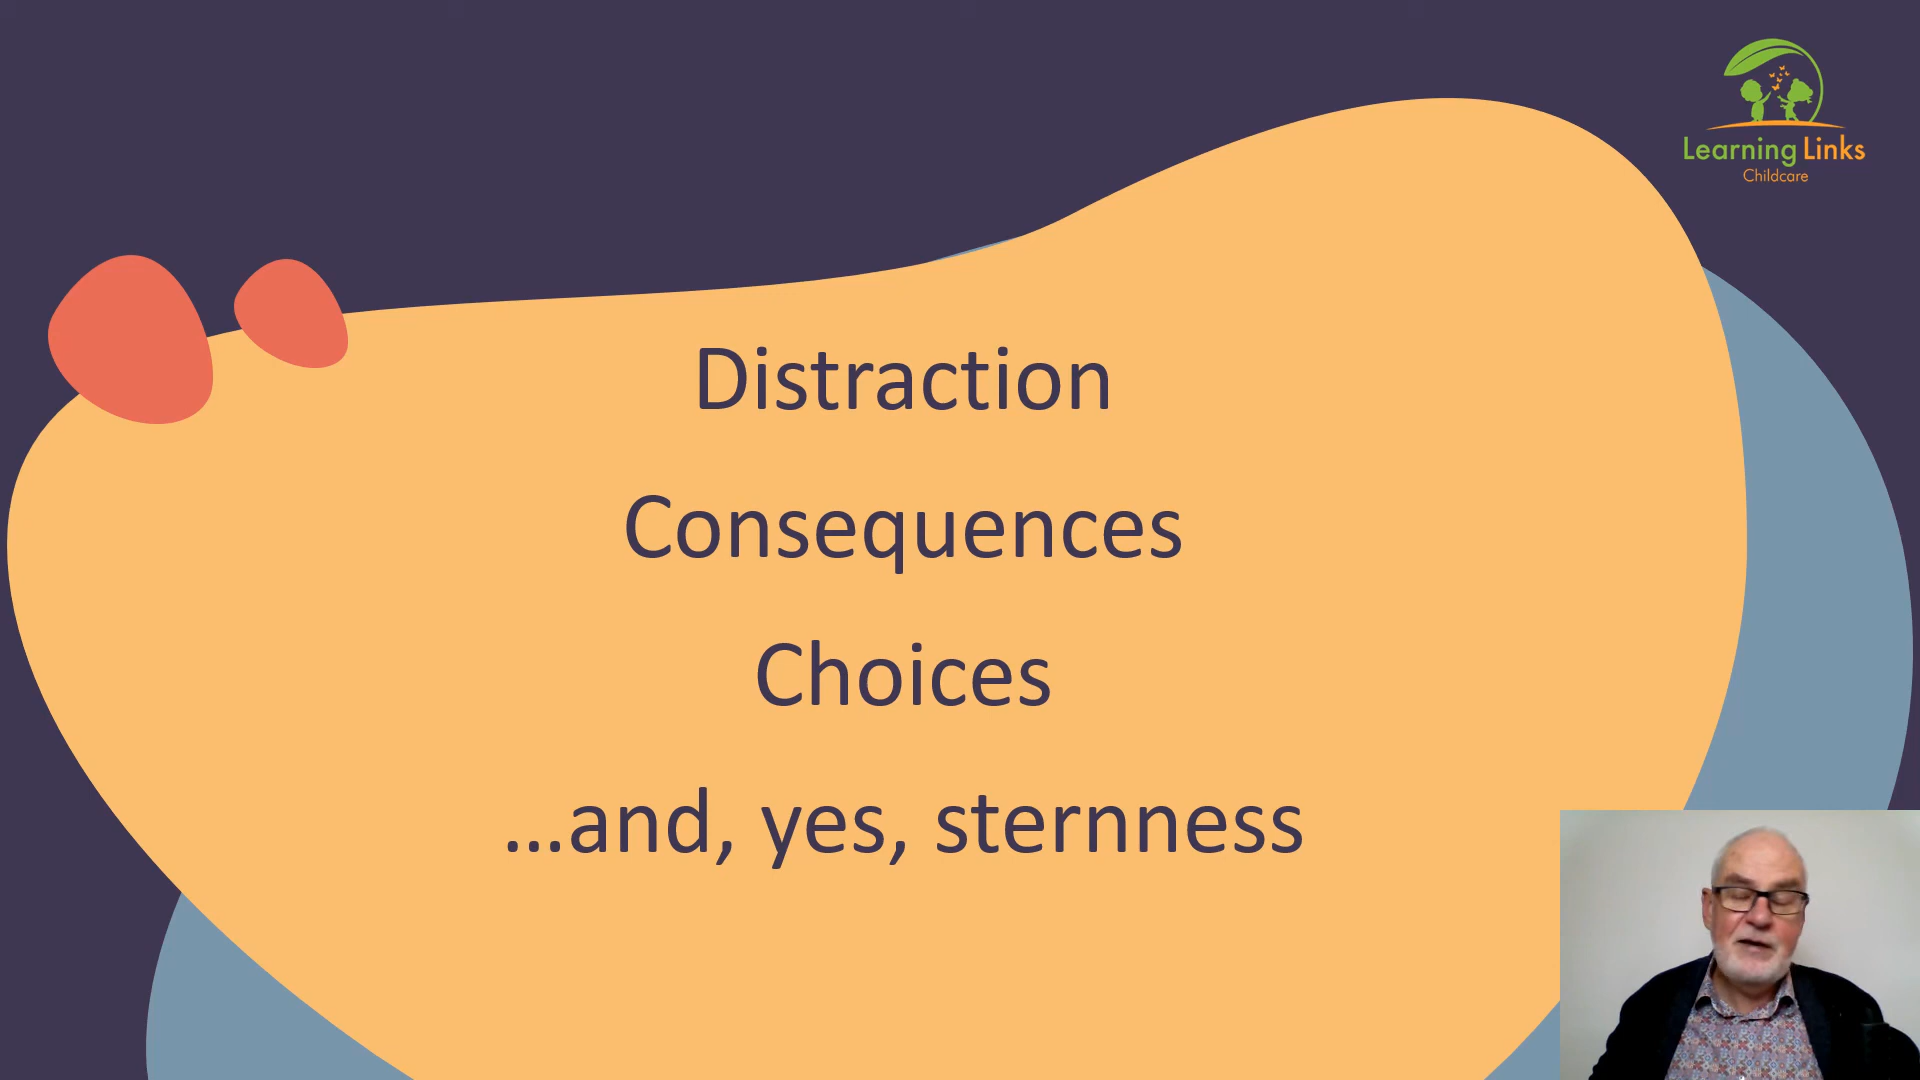 Learning Links
Childcare
Distraction
Consequences
Choices
...and, yes, sternness